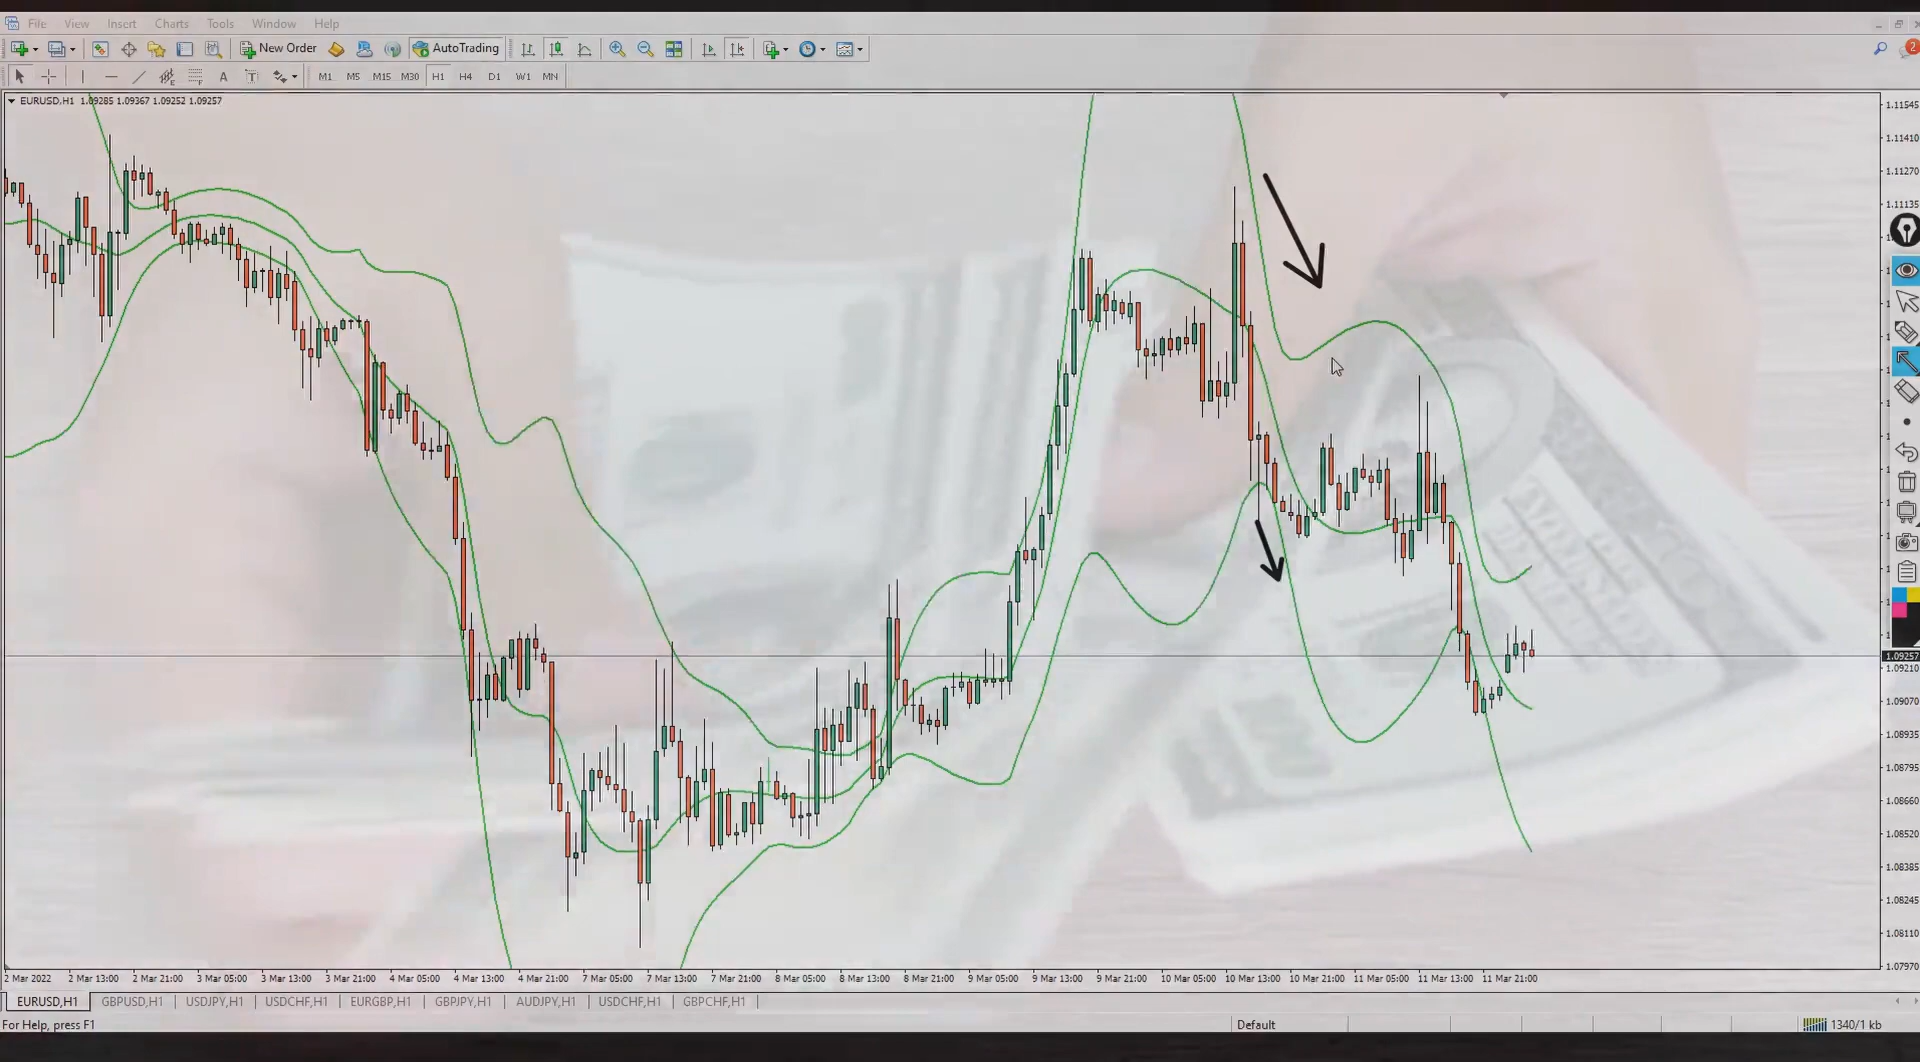 File View Insert Charts Tools Window Help
New Order AutoTrading
M1 M5 M15 M30 H1 H4 D1 W1 MN
EURUSD,H1 1.09285 1.09367 1.09252 1.09257
1.11545
1.11410
1.11270
1.11135
1.09257
1.09210
1.09070
1.08935
1.08795
1.08660
1.08520
1.08385
1.08245
1.08110
1.07970
2 Mar 2022 2 Mar 13:00 2 Mar 21:00 3 Mar 05:00 3 Mar 13:00 3 Mar 21:00 4 Mar 05:00 4 Mar 13:00 4 Mar 21:00 7 Mar 05:00 7 Mar 13:00 7 Mar 21:00 8 Mar 05:00 8 Mar 13:00 8 Mar 21:00 9 Mar 05:00 9 Mar 13:00 9 Mar 21:00 10 Mar 05:00 10 Mar 13:00 10 Mar 21:00 11 Mar 05:00 11 Mar 13:00 11 Mar 21:00
EURUSD,H1 GBPUSD,H1 USDJPY,H1 USDCHF,H1 EURGBP,H1 GBPJPY,H1 AUDJPY,H1 USDCHF,H1 GBPCHF,H1
For Help, press F1 Default 1340/1 kb